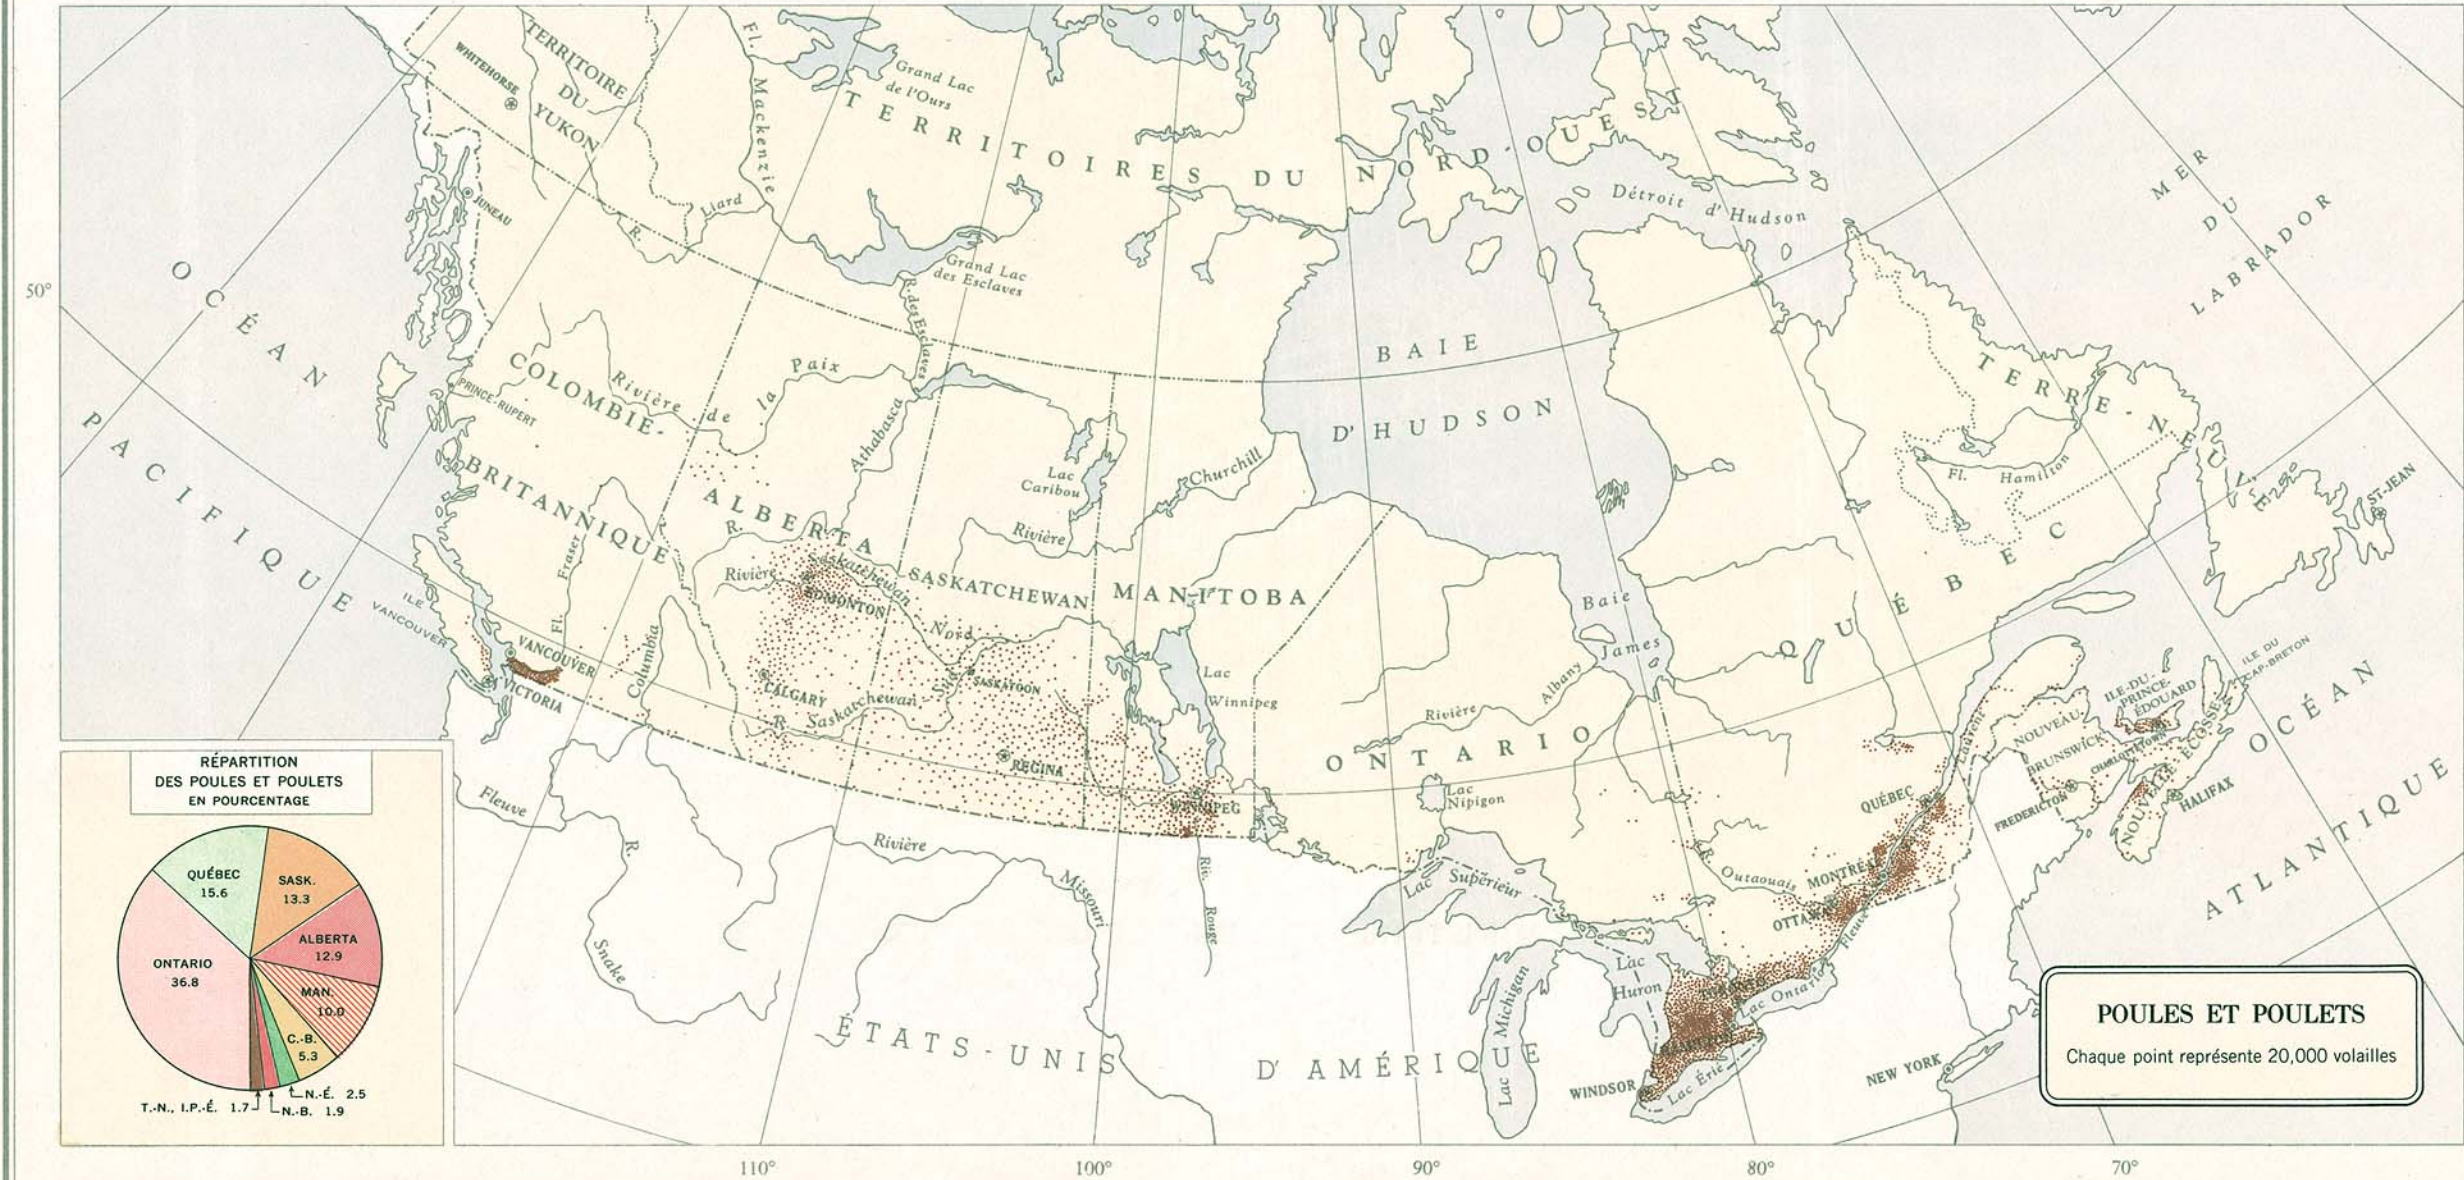 TERRITOIRE
DU
YUKON
WHITEHORSE
JUNEAU
Fl. Mackenzie
Grand Lac
de l'Ours
TERRITOIRES DU NORD-OUEST
R. Liard
Grand Lac
des Esclaves
R. des Esclaves
Détroit d'Hudson
MER
DU
LABRADOR
50°
OCÉAN
PACIFIQUE
PRINCE-RUPERT
COLOMBIE-
BRITANNIQUE
Rivière de la Paix
Athabasca
ALBERTA
Lac
Caribou
Rivière Churchill
BAIE
D'HUDSON
TERRE-NEUVE
Fl. Hamilton
ST-JEAN
QUÉBEC
Fl. Fraser
R.
Rivière Saskatchewan Nord
EDMONTON
SASKATCHEWAN
MANITOBA
Baie
James
ILE
VANCOUVER
VANCOUVER
VICTORIA
Columbia
CALGARY
R. Saskatchewan Sud
SASKATOON
REGINA
Lac
Winnipeg
WINNIPEG
ONTARIO
Rivière Albany
Lac
Nipigon
ILE DU
CAP-BRETON
ILE-DU-
PRINCE-
ÉDOUARD
CHARLOTTETOWN
NOUVEAU-
BRUNSWICK
FREDERICTON
NOUVELLE-ÉCOSSE
HALIFAX
OCÉAN
ATLANTIQUE
QUÉBEC
Fleuve
Laurent
MONTRÉAL
R. Outaouais
OTTAWA
TORONTO
Lac Ontario
Lac
Huron
Lac Supérieur
Lac Michigan
WINDSOR
Lac Érié
NEW YORK
Fleuve
R.
Snake
Rivière Missouri
Riv. Rouge
ÉTATS-UNIS D'AMÉRIQUE
RÉPARTITION
DES POULES ET POULETS
EN POURCENTAGE
QUÉBEC
15.6
SASK.
13.3
ALBERTA
12.9
ONTARIO
36.8
MAN.
10.0
C.-B.
5.3
N.-É. 2.5
T.-N., I.P.-É. 1.7
N.-B. 1.9
POULES ET POULETS
Chaque point représente 20,000 volailles
110°
100°
90°
80°
70°